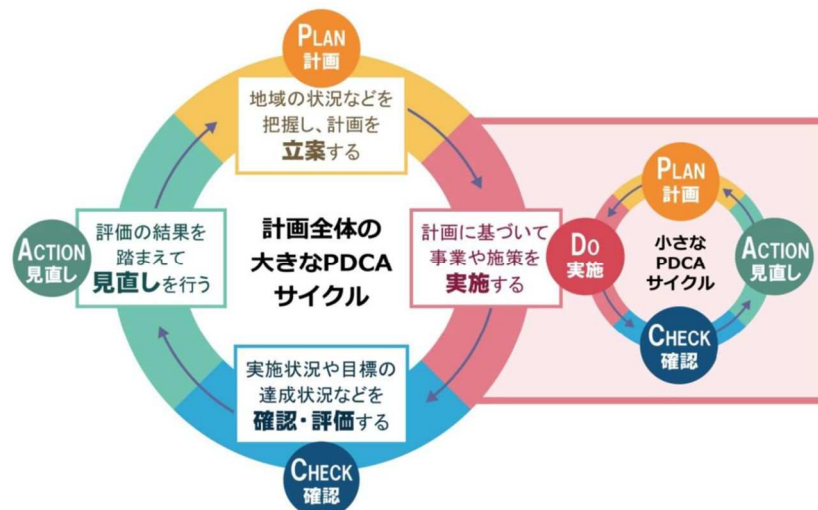 PLAN
計画
地域の状況などを
把握し、計画を
立案する
計画に基づいて
事業や施策を
実施する
DO
実施
実施状況や目標の
達成状況などを
確認・評価する
CHECK
確認
ACTION
見直し
評価の結果を
踏まえて
見直しを行う
計画全体の
大きなPDCA
サイクル
PLAN
計画
小さな
PDCA
サイクル
ACTION
見直し
CHECK
確認